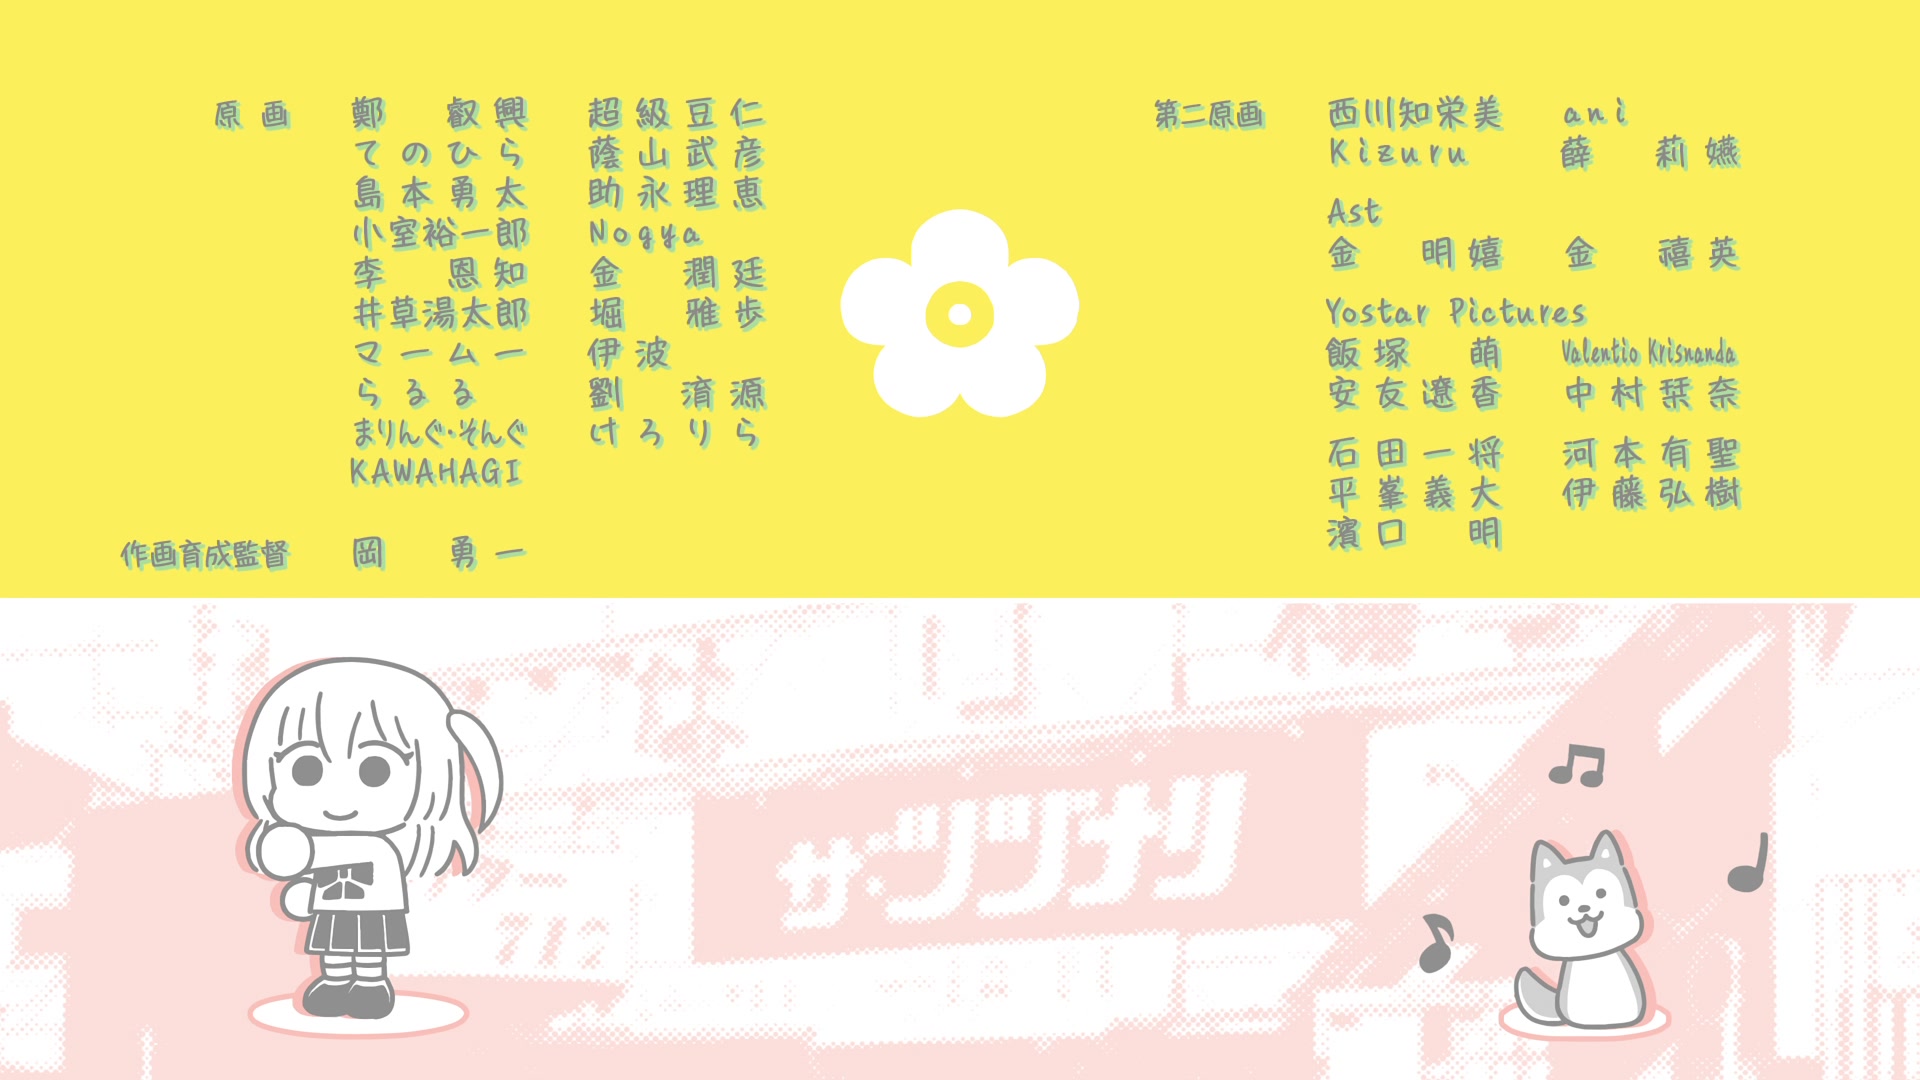 原画 鄭 叡興 超級豆仁
てのひら 蔭山武彦
島本勇太 助永理恵
小室裕一郎 Nogya
李 恩知 金 潤廷
井草湯太郎 堀 雅歩
マームー 伊波
らるる 劉 淯源
まりんぐ・そんぐ けろりら
KAWAHAGI
作画育成監督 岡 勇一
第二原画 西川知栄美 ani
Kizuru 薛 莉嬿
Ast
金 明嬉 金 禧英
Yostar Pictures
飯塚 萌 Valentio Krisnanda
安友遼香 中村栞奈
石田一将 河本有聖
平峯義大 伊藤弘樹
濱口 明
ザ・ツツナリ